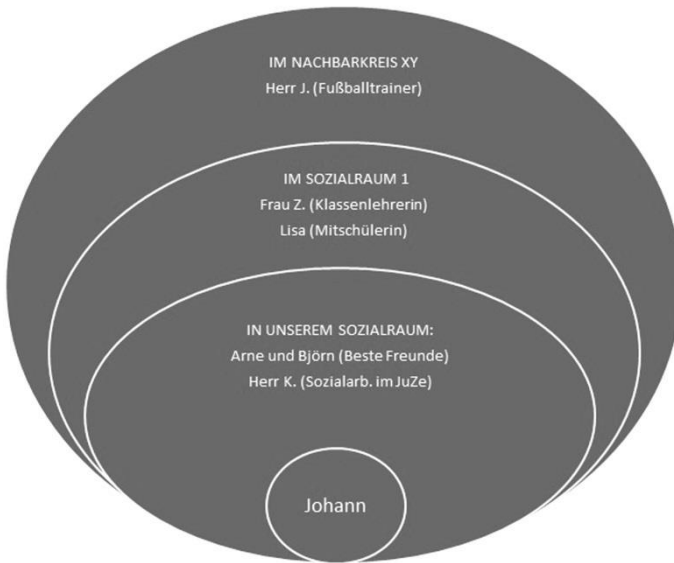 IM NACHBARKREIS XY
Herr J. (Fußballtrainer)
IM SOZIALRAUM 1
Frau Z. (Klassenlehrerin)
Lisa (Mitschülerin)
IN UNSEREM SOZIALRAUM:
Arne und Björn (Beste Freunde)
Herr K. (Sozialarb. im JuZe)
Johann